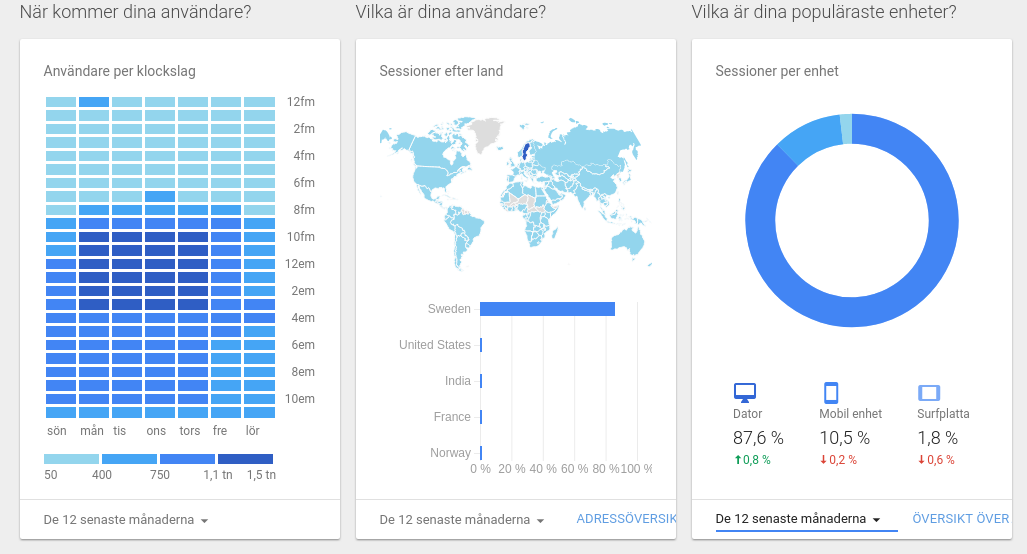 När kommer dina användare?
Användare per klockslag
12fm
2fm
4fm
6fm
8fm
10fm
12em
2em
4em
6em
8em
10em
sön mån tis ons tors fre lör
50 400 750 1,1 tn 1,5 tn
De 12 senaste månaderna
Vilka är dina användare?
Sessioner efter land
Sweden
United States
India
France
Norway
0 % 20 % 40 % 60 % 80 % 100 %
De 12 senaste månaderna ADRESSÖVERSIK
Vilka är dina populäraste enheter?
Sessioner per enhet
Dator Mobil enhet Surfplatta
87,6 % 10,5 % 1,8 %
0,8 % 0,2 % 0,6 %
De 12 senaste månaderna ÖVERSIKT ÖVER